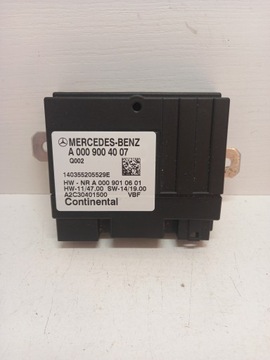 MERCEDES-BENZ
A 000 900 40 07
Q002
140355205529E
HW - NR A 000 901 06 01
HW-11/47.00 SW-14/19.00
A2C30401500 VBF
Continental